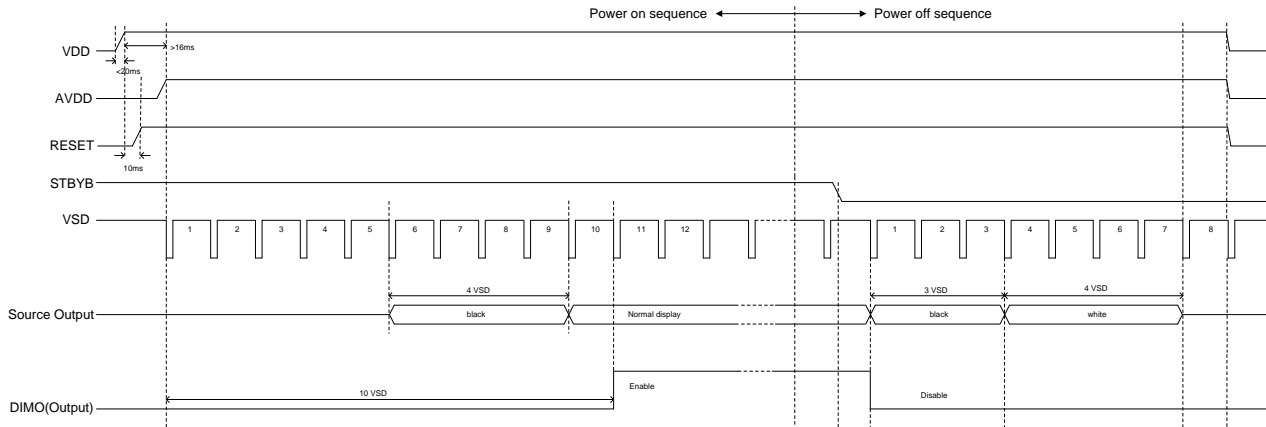 Power on sequence
Power off sequence
VDD
>16ms
<20ms
AVDD
RESET
10ms
STBYB
VSD
1 2 3 4 5 6 7 8 9 10 11 12 1 2 3 4 5 6 7 8
4 VSD 3 VSD 4 VSD
Source Output black Normal display black white
10 VSD Enable Disable
DIMO(Output)